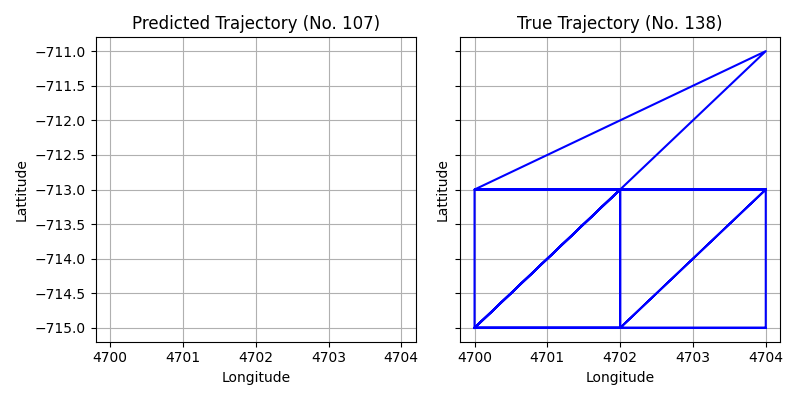 Predicted Trajectory (No. 107)
True Trajectory (No. 138)
−711.0
−711.5
−712.0
−712.5
−713.0
−713.5
−714.0
−714.5
−715.0
Lattitude
Lattitude
4700 4701 4702 4703 4704
4700 4701 4702 4703 4704
Longitude
Longitude